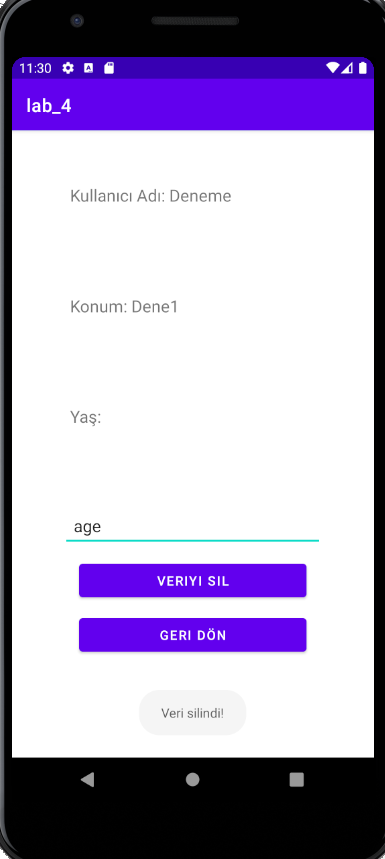 11:30
lab_4
Kullanıcı Adı: Deneme
Konum: Dene1
Yaş:
age
VERIYI SIL
GERI DÖN
Veri silindi!